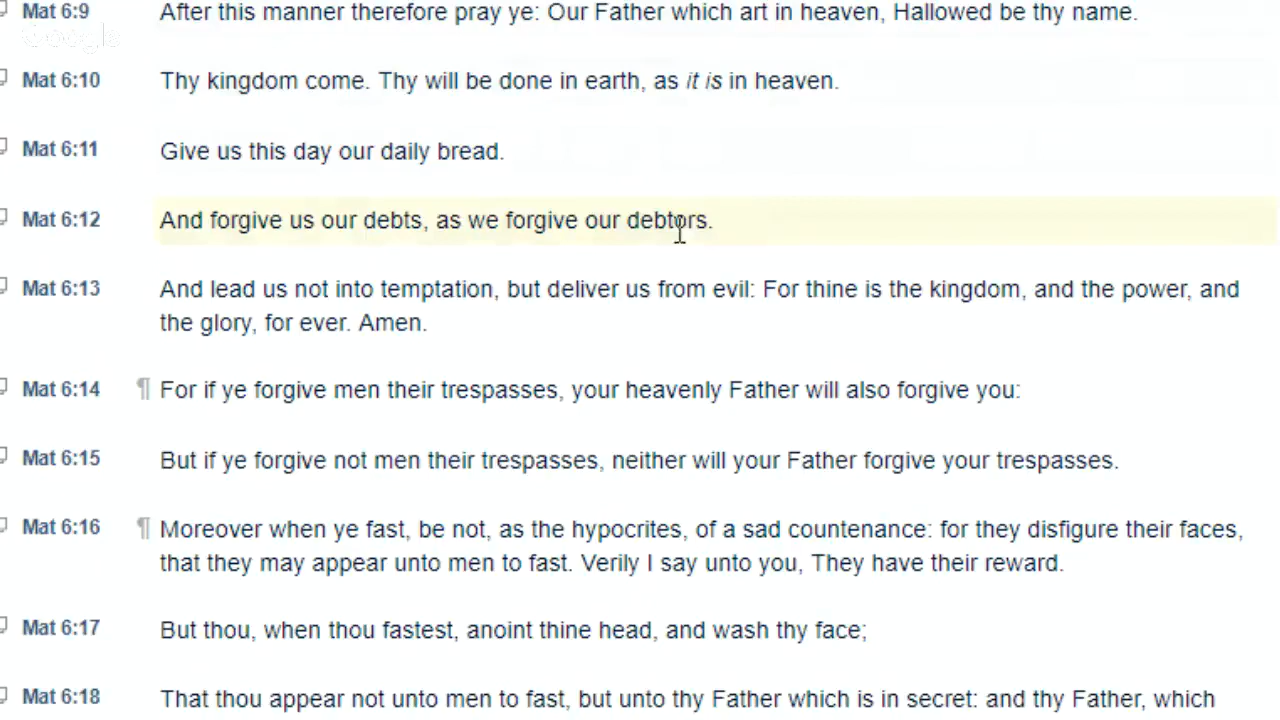 Mat 6:9 After this manner therefore pray ye: Our Father which art in heaven, Hallowed be thy name.
Google
Mat 6:10 Thy kingdom come. Thy will be done in earth, as it is in heaven.
Mat 6:11 Give us this day our daily bread.
Mat 6:12 And forgive us our debts, as we forgive our debtors.
Mat 6:13 And lead us not into temptation, but deliver us from evil: For thine is the kingdom, and the power, and
the glory, for ever. Amen.
Mat 6:14 ¶ For if ye forgive men their trespasses, your heavenly Father will also forgive you:
Mat 6:15 But if ye forgive not men their trespasses, neither will your Father forgive your trespasses.
Mat 6:16 ¶ Moreover when ye fast, be not, as the hypocrites, of a sad countenance: for they disfigure their faces,
that they may appear unto men to fast. Verily I say unto you, They have their reward.
Mat 6:17 But thou, when thou fastest, anoint thine head, and wash thy face;
Mat 6:18 That thou appear not unto men to fast, but unto thy Father which is in secret: and thy Father, which